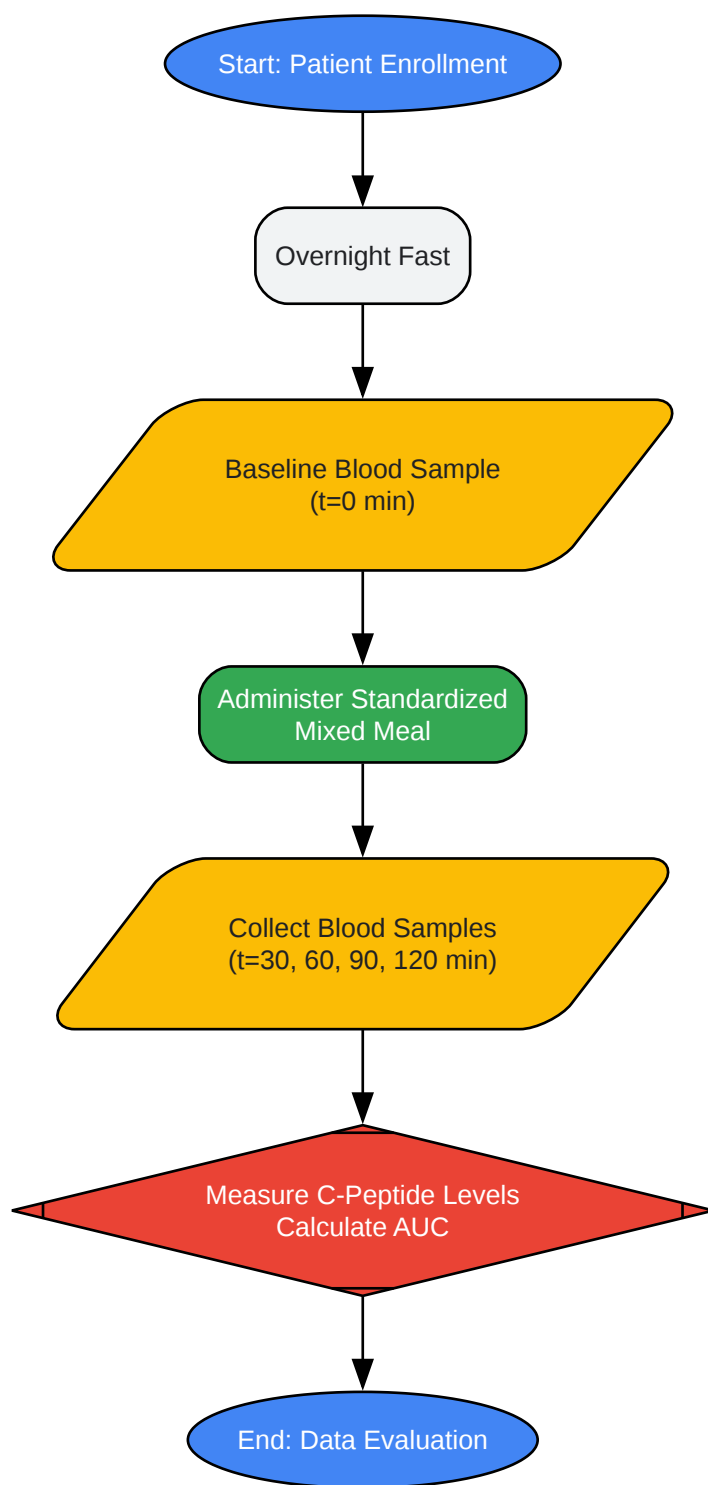 Start: Patient Enrollment
Overnight Fast
Baseline Blood Sample
(t=0 min)
Administer Standardized
Mixed Meal
Collect Blood Samples
(t=30, 60, 90, 120 min)
Measure C-Peptide Levels
Calculate AUC
End: Data Evaluation